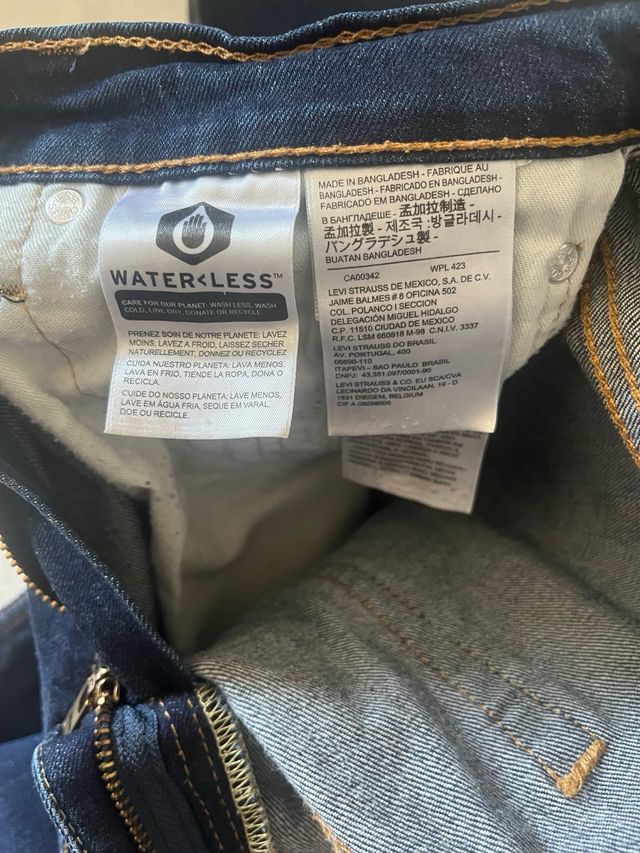 WATER<LESS™
CARE FOR OUR PLANET: WASH LESS, WASH
COLD, LINE DRY, DONATE OR RECYCLE
PRENEZ SOIN DE NOTRE PLANETE: LAVEZ
MOINS, LAVEZ A FROID, LAISSEZ SECHER
NATURELLEMENT, DONNEZ OU RECYCLEZ
CUIDA NUESTRO PLANETA: LAVA MENOS,
LAVA EN FRIO, TIENDE LA ROPA, DONA O
RECICLA.
CUIDE DO NOSSO PLANETA: LAVE MENOS,
LAVE EM ÁGUA FRIA, SEQUE EM VARAL,
DOE OU RECICLE.
MADE IN BANGLADESH - FABRIQUE AU
BANGLADESH - FABRICADO EN BANGLADESH -
FABRICADO EM BANGLADESH - СДЕЛАНО
В БАНГЛАДЕШЕ - 孟加拉制造 -
孟加拉製 - 제조국 :방글라데시 -
バングラデシュ製 -
BUATAN BANGLADESH
CA00342 WPL 423
LEVI STRAUSS DE MEXICO, S.A. DE C.V.
JAIME BALMES # 8 OFICINA 502
COL. POLANCO I SECCION
DELEGACIÓN MIGUEL HIDALGO
C.P. 11510 CIUDAD DE MEXICO
R.F.C. LSM 660818 M-98 C.N.I.V. 3337
LEVI STRAUSS DO BRASIL
AV. PORTUGAL, 400
06690-110
ITAPEVI – SAO PAULO BRASIL
CNPJ: 43.351.097/0001-90
LEVI STRAUSS & CO. EU SCA/CVA
LEONARDO DA VINCILAAN, 19 - D
1831 DIEGEM, BELGIUM